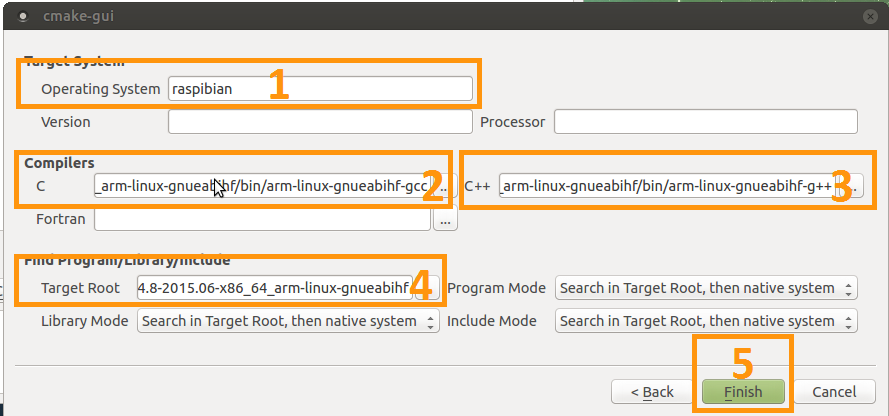 cmake-gui
Target System
1
Operating System raspibian
Version Processor
Compilers
C _arm-linux-gnueabihf/bin/arm-linux-gnueabihf-gcc ... 2 C++ _arm-linux-gnueabihf/bin/arm-linux-gnueabihf-g++ ... 3
Fortran ...
Find Program/Library/Include
Target Root 4.8-2015.06-x86_64_arm-linux-gnueabihf 4 Program Mode Search in Target Root, then native system
Library Mode Search in Target Root, then native system Include Mode Search in Target Root, then native system
5
< Back Finish Cancel